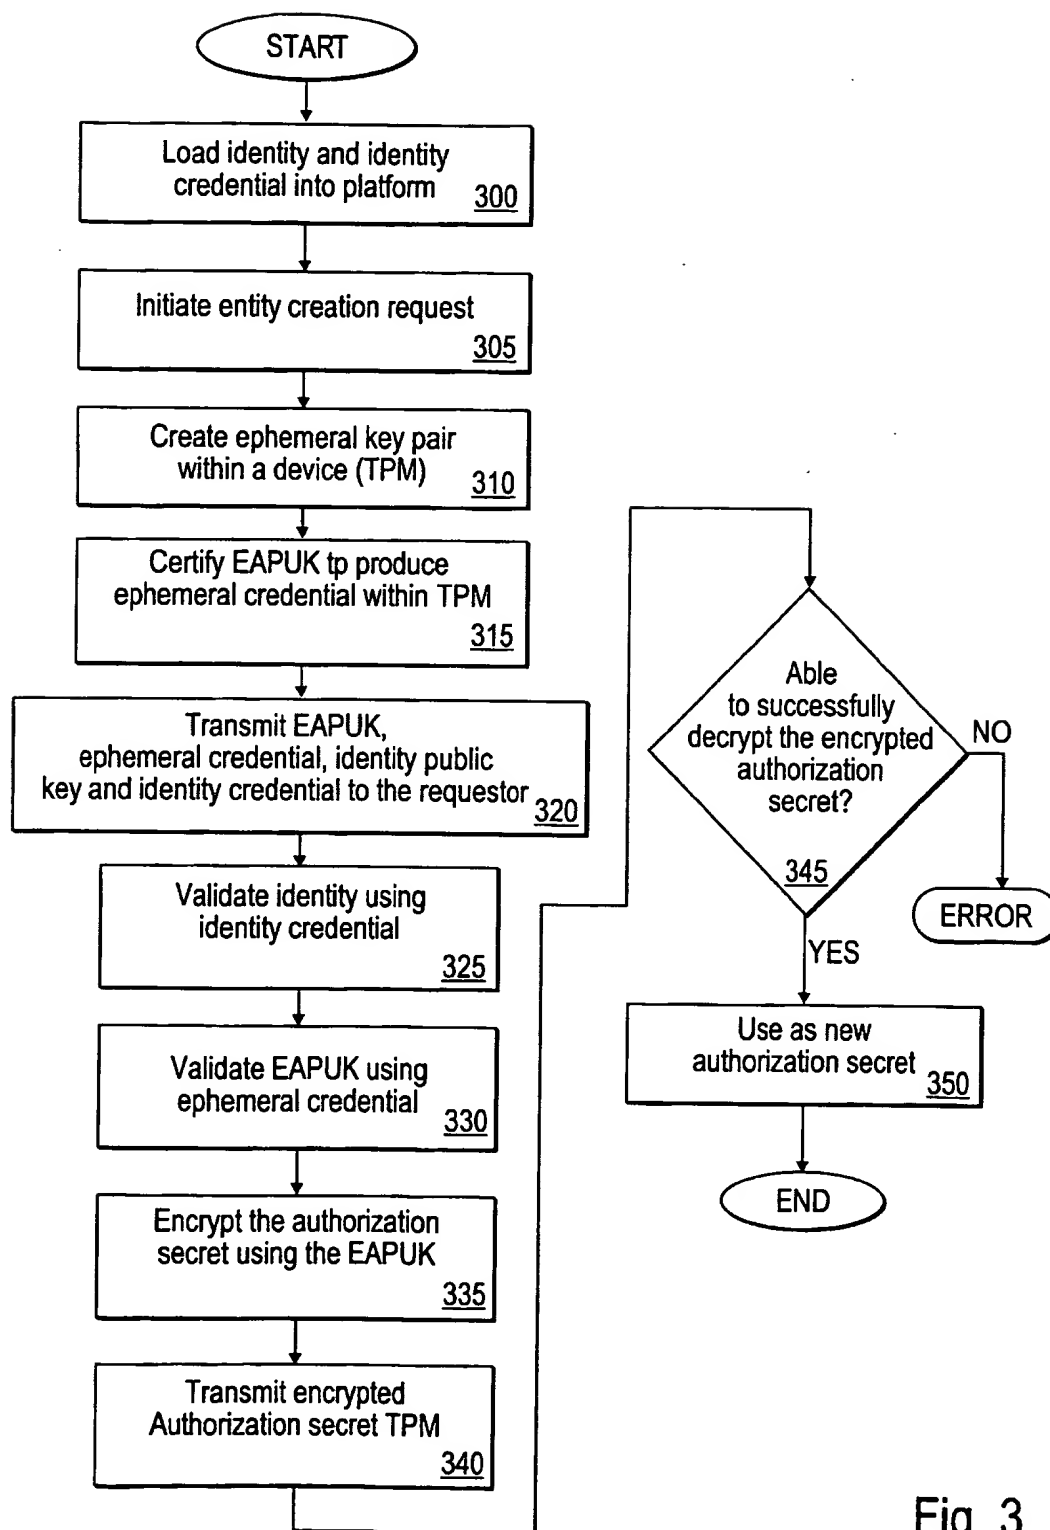 START
Load identity and identity
credential into platform
300
Initiate entity creation request
305
Create ephemeral key pair
within a device (TPM)
310
Certify EAPUK tp produce
ephemeral credential within TPM
315
Transmit EAPUK,
ephemeral credential, identity public
key and identity credential to the requestor
320
Validate identity using
identity credential
325
Validate EAPUK using
ephemeral credential
330
Encrypt the authorization
secret using the EAPUK
335
Transmit encrypted
Authorization secret TPM
340
Able
to successfully
decrypt the encrypted
authorization
secret?
345
NO
ERROR
YES
Use as new
authorization secret
350
END
Fig. 3